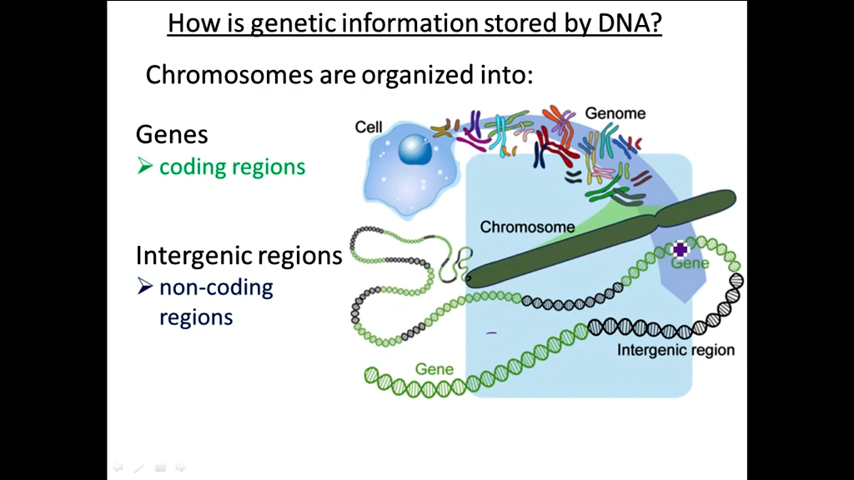 How is genetic information stored by DNA?
Chromosomes are organized into:
Genes
coding regions
Intergenic regions
non-coding
regions
Cell
Genome
Chromosome
Gene
Intergenic region
Gene